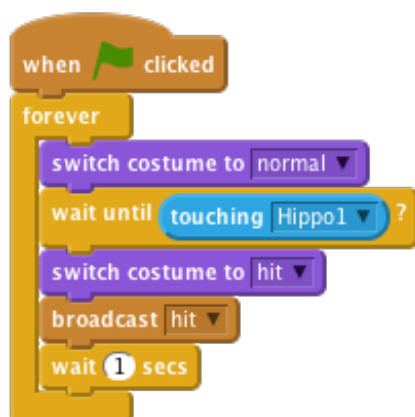 when clicked
forever
switch costume to normal
wait until touching Hippo1 ?
switch costume to hit
broadcast hit
wait 1 secs